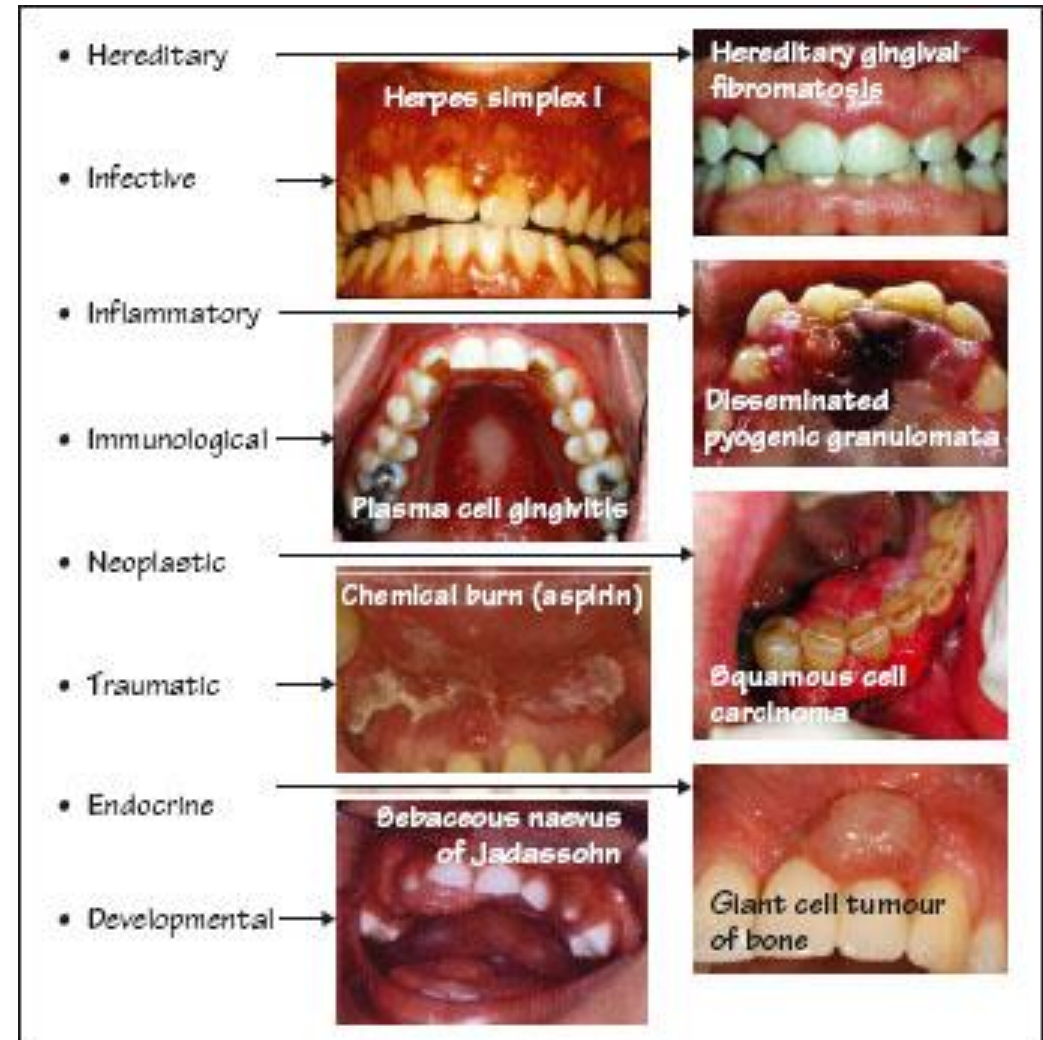 • Hereditary
Hereditary gingival
fibromatosis
Herpes simplex I
• Infective
• Inflammatory
Disseminated
pyogenic granulomata
• Immunological
Plasma cell gingivitis
• Neoplastic
Squamous cell
carcinoma
Chemical burn (aspirin)
• Traumatic
• Endocrine
Giant cell tumour
of bone
Sebaceous naevus
of Jadassohn
• Developmental